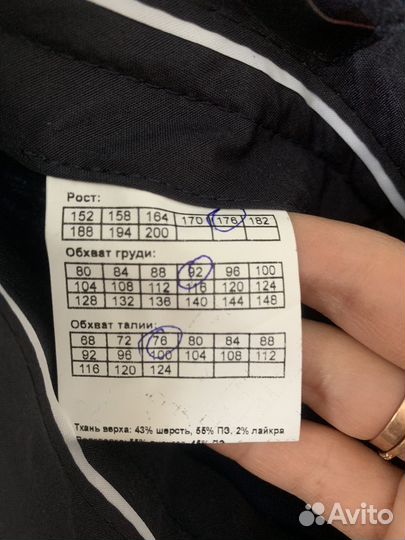 Рост:
152 158 164 170 176 182
188 194 200
Обхват груди:
80 84 88 92 96 100
104 108 112 116 120 124
128 132 136 140 144 148
Обхват талии:
68 72 76 80 84 88
92 96 100 104 108 112
116 120 124
Ткань верха: 43% шерсть, 55% ПЭ, 2% лайкра
Avito